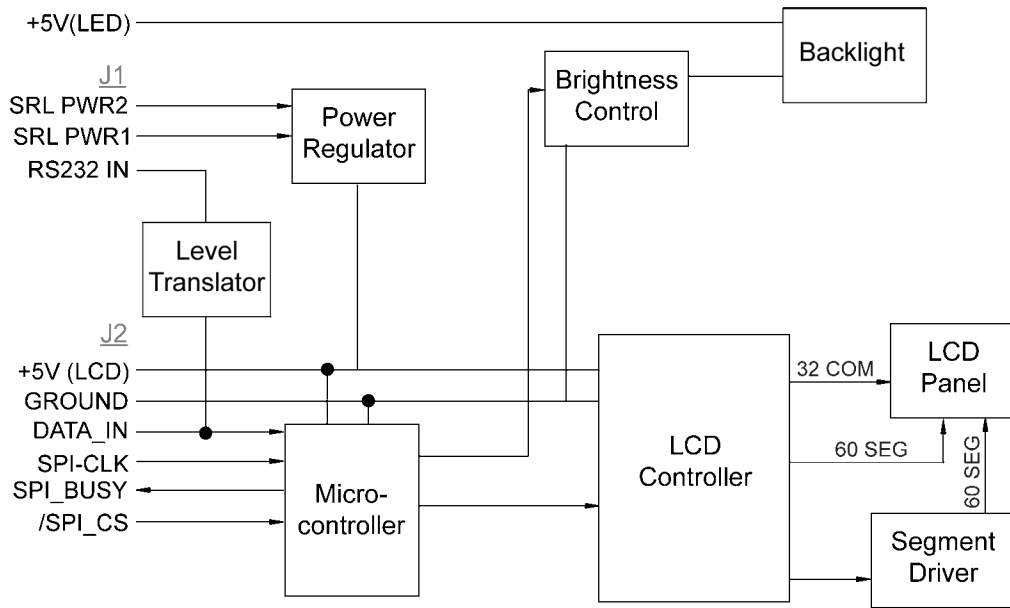 +5V(LED)
J1
SRL PWR2
SRL PWR1
RS232 IN
Power
Regulator
Brightness
Control
Backlight
Level
Translator
J2
+5V (LCD)
GROUND
DATA_IN
SPI-CLK
SPI_BUSY
/SPI_CS
Micro-
controller
LCD
Controller
32 COM
60 SEG
LCD
Panel
60 SEG
Segment
Driver